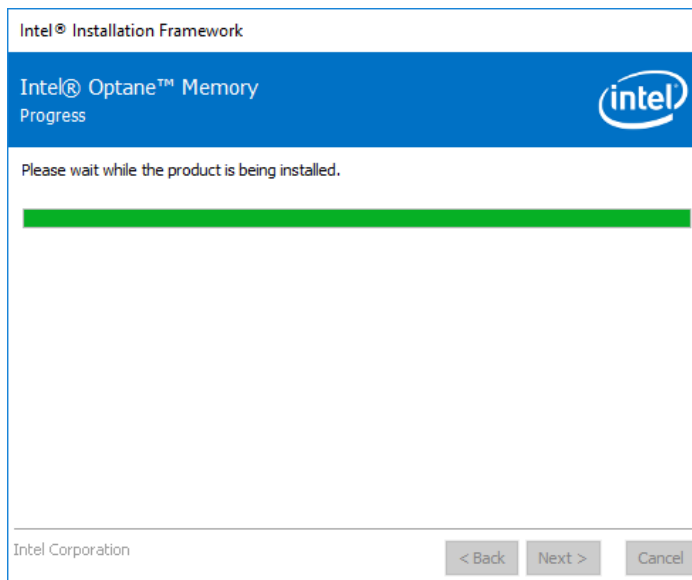 Intel® Installation Framework
Intel® Optane™ Memory
Progress
intel
Please wait while the product is being installed.
Intel Corporation
< Back
Next >
Cancel